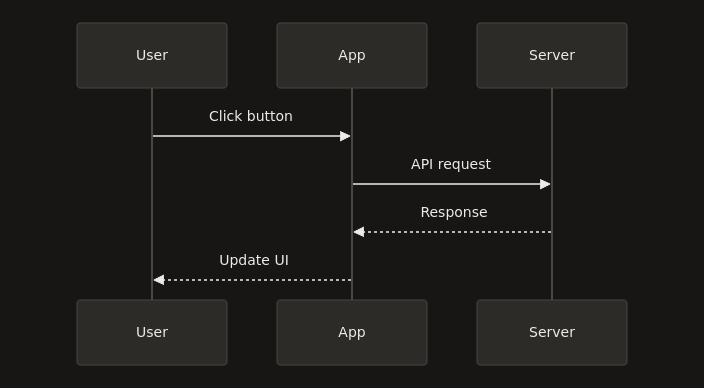 User
App
Server
Click button
API request
Response
Update UI
User
App
Server